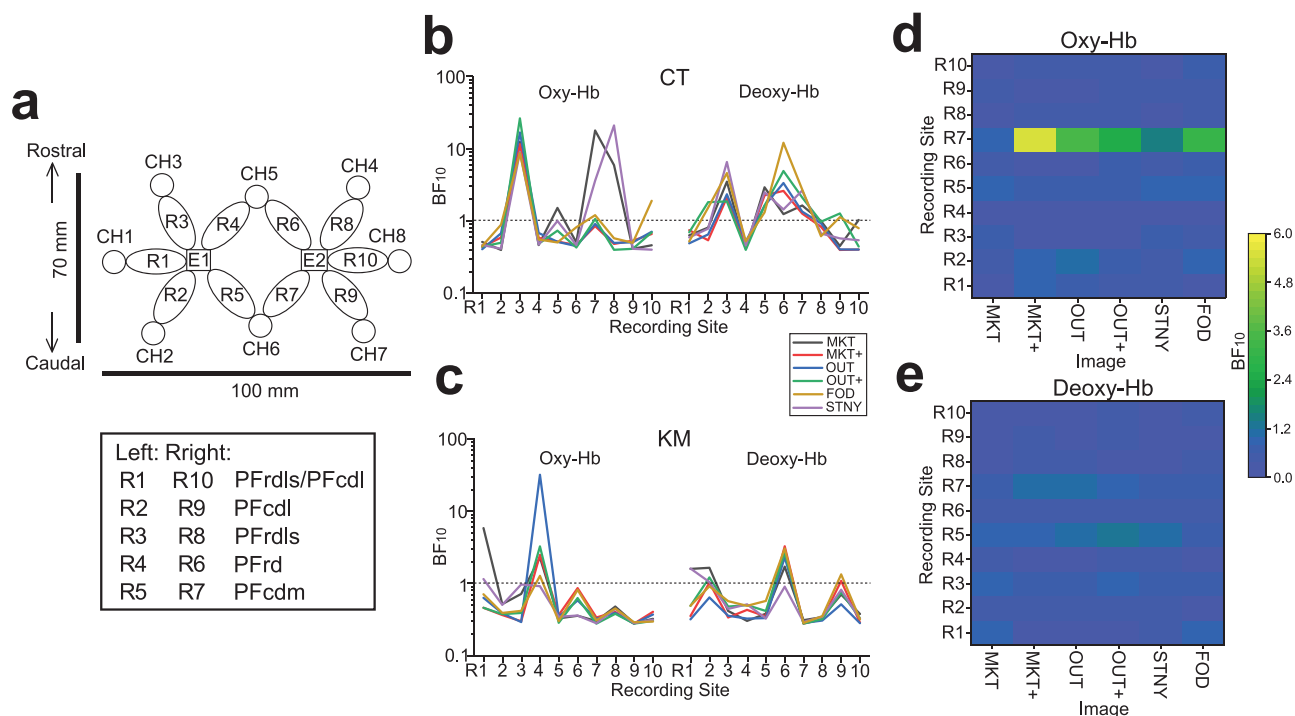 a
Rostral
70 mm
Caudal
CH3
CH4
CH5
CH1
CH8
R3
R4
R6
R8
R1
E1
E2
R10
R2
R5
R7
R9
CH2
CH6
CH7
100 mm
Left: Rright:
R1 R10 PFrdls/PFcdl
R2 R9 PFcdl
R3 R8 PFrdls
R4 R6 PFrd
R5 R7 PFcdm
b
CT
Oxy-Hb
Deoxy-Hb
BF10
100
10
1
0.1
R1 2 3 4 5 6 7 8 9 10 R1 2 3 4 5 6 7 8 9 10
Recording Site
MKT
MKT+
OUT
OUT+
FOD
STNY
c
KM
Oxy-Hb
Deoxy-Hb
BF10
100
10
1
0.1
R1 2 3 4 5 6 7 8 9 10 R1 2 3 4 5 6 7 8 9 10
Recording Site
d
Oxy-Hb
Recording Site
R10
R9
R8
R7
R6
R5
R4
R3
R2
R1
MKT MKT+ OUT OUT+ STNY FOD
Image
BF10
6.0
4.8
3.6
2.4
1.2
0.0
e
Deoxy-Hb
Recording Site
R10
R9
R8
R7
R6
R5
R4
R3
R2
R1
MKT MKT+ OUT OUT+ STNY FOD
Image